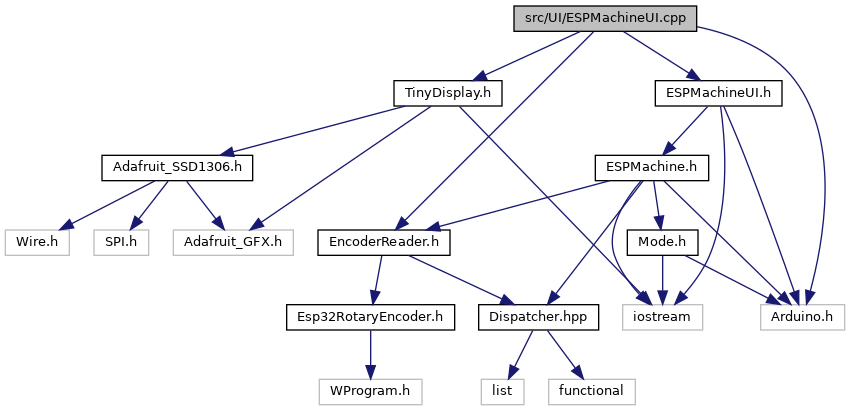 src/UI/ESPMachineUI.cpp
TinyDisplay.h
ESPMachineUI.h
Adafruit_SSD1306.h
ESPMachine.h
Wire.h
SPI.h
Adafruit_GFX.h
EncoderReader.h
Mode.h
Esp32RotaryEncoder.h
Dispatcher.hpp
iostream
Arduino.h
WProgram.h
list
functional